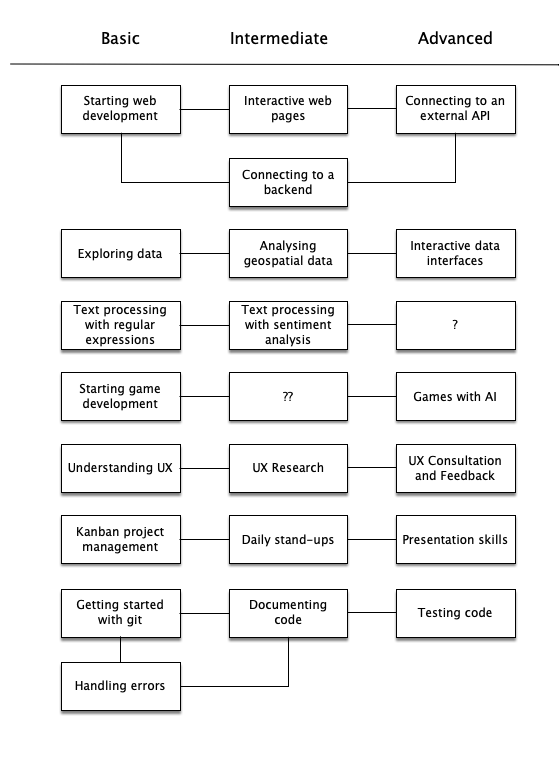 Basic Intermediate Advanced
Starting web
development
Interactive web
pages
Connecting to an
external API
Connecting to a
backend
Exploring data
Analysing
geospatial data
Interactive data
interfaces
Text processing
with regular
expressions
Text processing
with sentiment
analysis
?
Starting game
development
??
Games with AI
Understanding UX
UX Research
UX Consultation
and Feedback
Kanban project
management
Daily stand-ups
Presentation skills
Getting started
with git
Documenting
code
Testing code
Handling errors